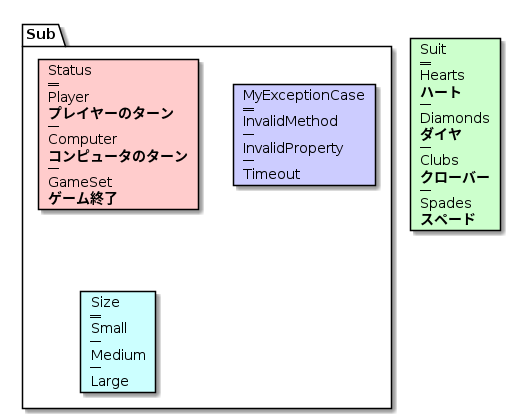 Sub
Status
Player
プレイヤーのターン
Computer
コンピュータのターン
GameSet
ゲーム終了
MyExceptionCase
InvalidMethod
InvalidProperty
Timeout
Suit
Hearts
ハート
Diamonds
ダイヤ
Clubs
クローバー
Spades
スペード
Size
Small
Medium
Large